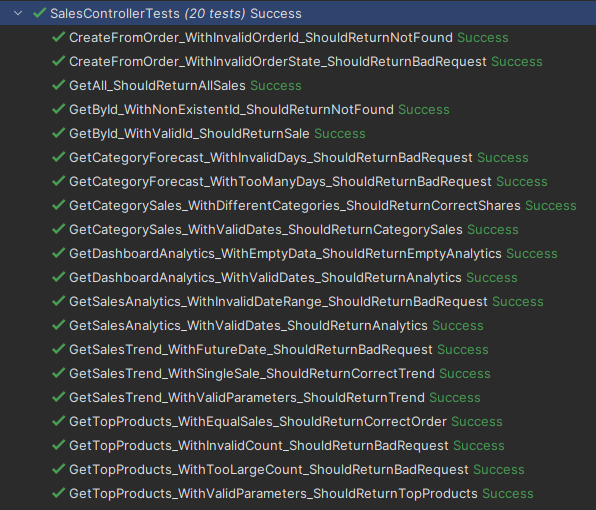 SalesControllerTests (20 tests) Success
CreateFromOrder_WithInvalidOrderId_ShouldReturnNotFound Success
CreateFromOrder_WithInvalidOrderState_ShouldReturnBadRequest Success
GetAll_ShouldReturnAllSales Success
GetById_WithNonExistentId_ShouldReturnNotFound Success
GetById_WithValidId_ShouldReturnSale Success
GetCategoryForecast_WithInvalidDays_ShouldReturnBadRequest Success
GetCategoryForecast_WithTooManyDays_ShouldReturnBadRequest Success
GetCategorySales_WithDifferentCategories_ShouldReturnCorrectShares Success
GetCategorySales_WithValidDates_ShouldReturnCategorySales Success
GetDashboardAnalytics_WithEmptyData_ShouldReturnEmptyAnalytics Success
GetDashboardAnalytics_WithValidDates_ShouldReturnAnalytics Success
GetSalesAnalytics_WithInvalidDateRange_ShouldReturnBadRequest Success
GetSalesAnalytics_WithValidDates_ShouldReturnAnalytics Success
GetSalesTrend_WithFutureDate_ShouldReturnBadRequest Success
GetSalesTrend_WithSingleSale_ShouldReturnCorrectTrend Success
GetSalesTrend_WithValidParameters_ShouldReturnTrend Success
GetTopProducts_WithEqualSales_ShouldReturnCorrectOrder Success
GetTopProducts_WithInvalidCount_ShouldReturnBadRequest Success
GetTopProducts_WithTooLargeCount_ShouldReturnBadRequest Success
GetTopProducts_WithValidParameters_ShouldReturnTopProducts Success